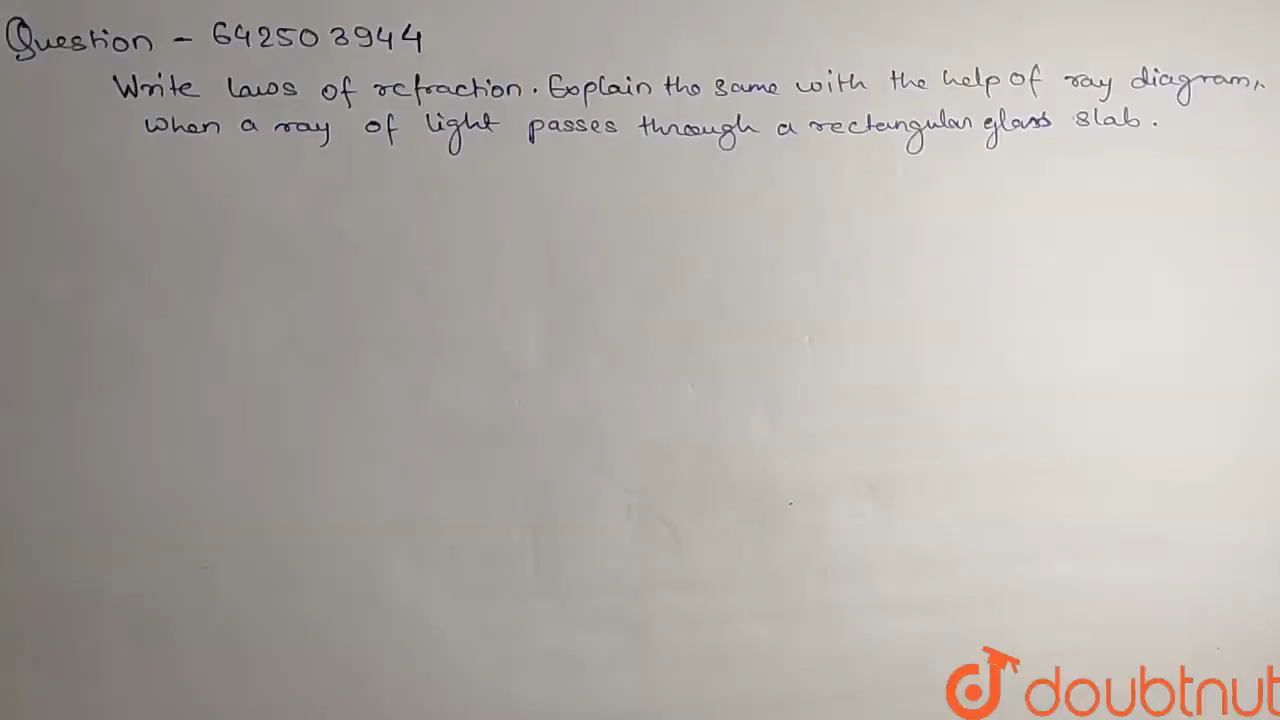 Question - 642503944
Write laws of refraction. Explain the same with the help of ray diagram,
when a ray of light passes through a rectangular glass slab.
doubtnut